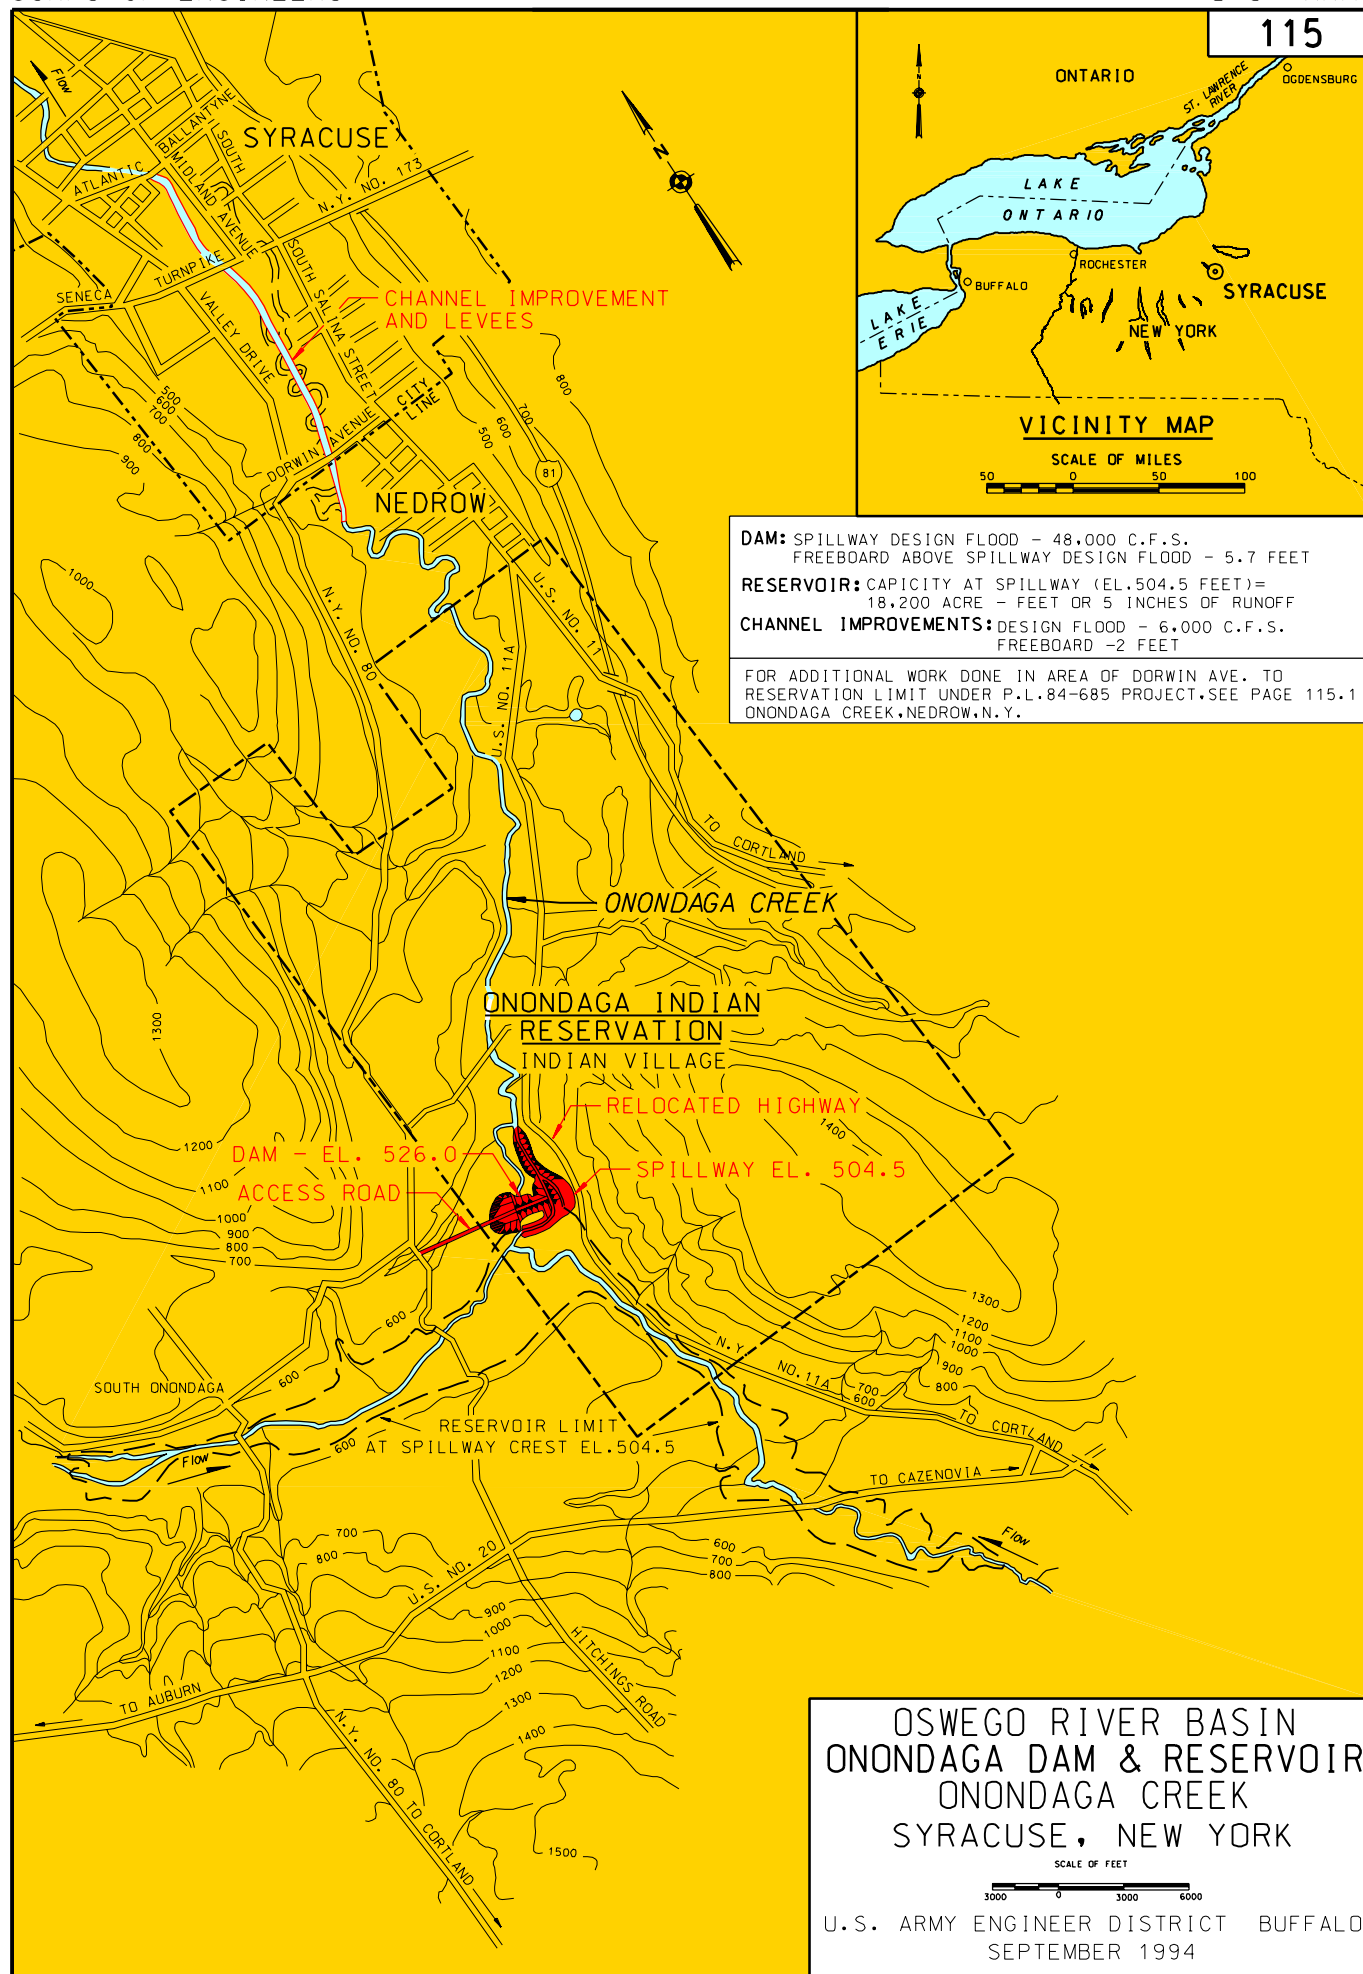 115
ONTARIO
OGDENSBURG
ST. LAWRENCE
RIVER
LAKE
ONTARIO
ROCHESTER
BUFFALO
SYRACUSE
LAKE
ERIE
NEW YORK
VICINITY MAP
SCALE OF MILES
50 0 50 100
N
DAM: SPILLWAY DESIGN FLOOD - 48,000 C.F.S.
FREEBOARD ABOVE SPILLWAY DESIGN FLOOD - 5.7 FEET
RESERVOIR: CAPICITY AT SPILLWAY (EL.504.5 FEET)=
18,200 ACRE - FEET OR 5 INCHES OF RUNOFF
CHANNEL IMPROVEMENTS: DESIGN FLOOD - 6,000 C.F.S.
FREEBOARD -2 FEET
FOR ADDITIONAL WORK DONE IN AREA OF DORWIN AVE. TO
RESERVATION LIMIT UNDER P.L.84-685 PROJECT,SEE PAGE 115.1
ONONDAGA CREEK,NEDROW,N.Y.
Flow
BALLANTYNE
SOUTH
SYRACUSE
MIDLAND AVENUE
ATLANTIC
N.Y. NO. 173
N
TURNPIKE
SENECA
VALLEY DRIVE
SOUTH SALINA STREET
CHANNEL IMPROVEMENT
AND LEVEES
CITY
LINE
DORWIN AVENUE
500
600
700
800
900
800
700
600
500
81
NEDROW
1000
N.Y. NO. 80
U.S. NO. 11
U.S. NO. 11A
TO CORTLAND
ONONDAGA CREEK
1300
ONONDAGA INDIAN
RESERVATION
INDIAN VILLAGE
RELOCATED HIGHWAY
1400
1200
DAM - EL. 526.0
SPILLWAY EL. 504.5
1100
ACCESS ROAD
1000
900
800
700
1300
1200
1100
1000
900
800
700
600
600
600
600
N.Y.
NO.11A
SOUTH ONONDAGA
RESERVOIR LIMIT
AT SPILLWAY CREST EL.504.5
TO CORTLAND
Flow
TO CAZENOVIA
Flow
700
800
600
700
800
U.S. NO. 20
900
1000
1100
1200
1300
1400
HITCHINGS ROAD
TO AUBURN
N.Y. NO. 80 TO CORTLAND
1500
OSWEGO RIVER BASIN
ONONDAGA DAM & RESERVOIR
ONONDAGA CREEK
SYRACUSE, NEW YORK
SCALE OF FEET
3000 0 3000 6000
U.S. ARMY ENGINEER DISTRICT BUFFALO
SEPTEMBER 1994